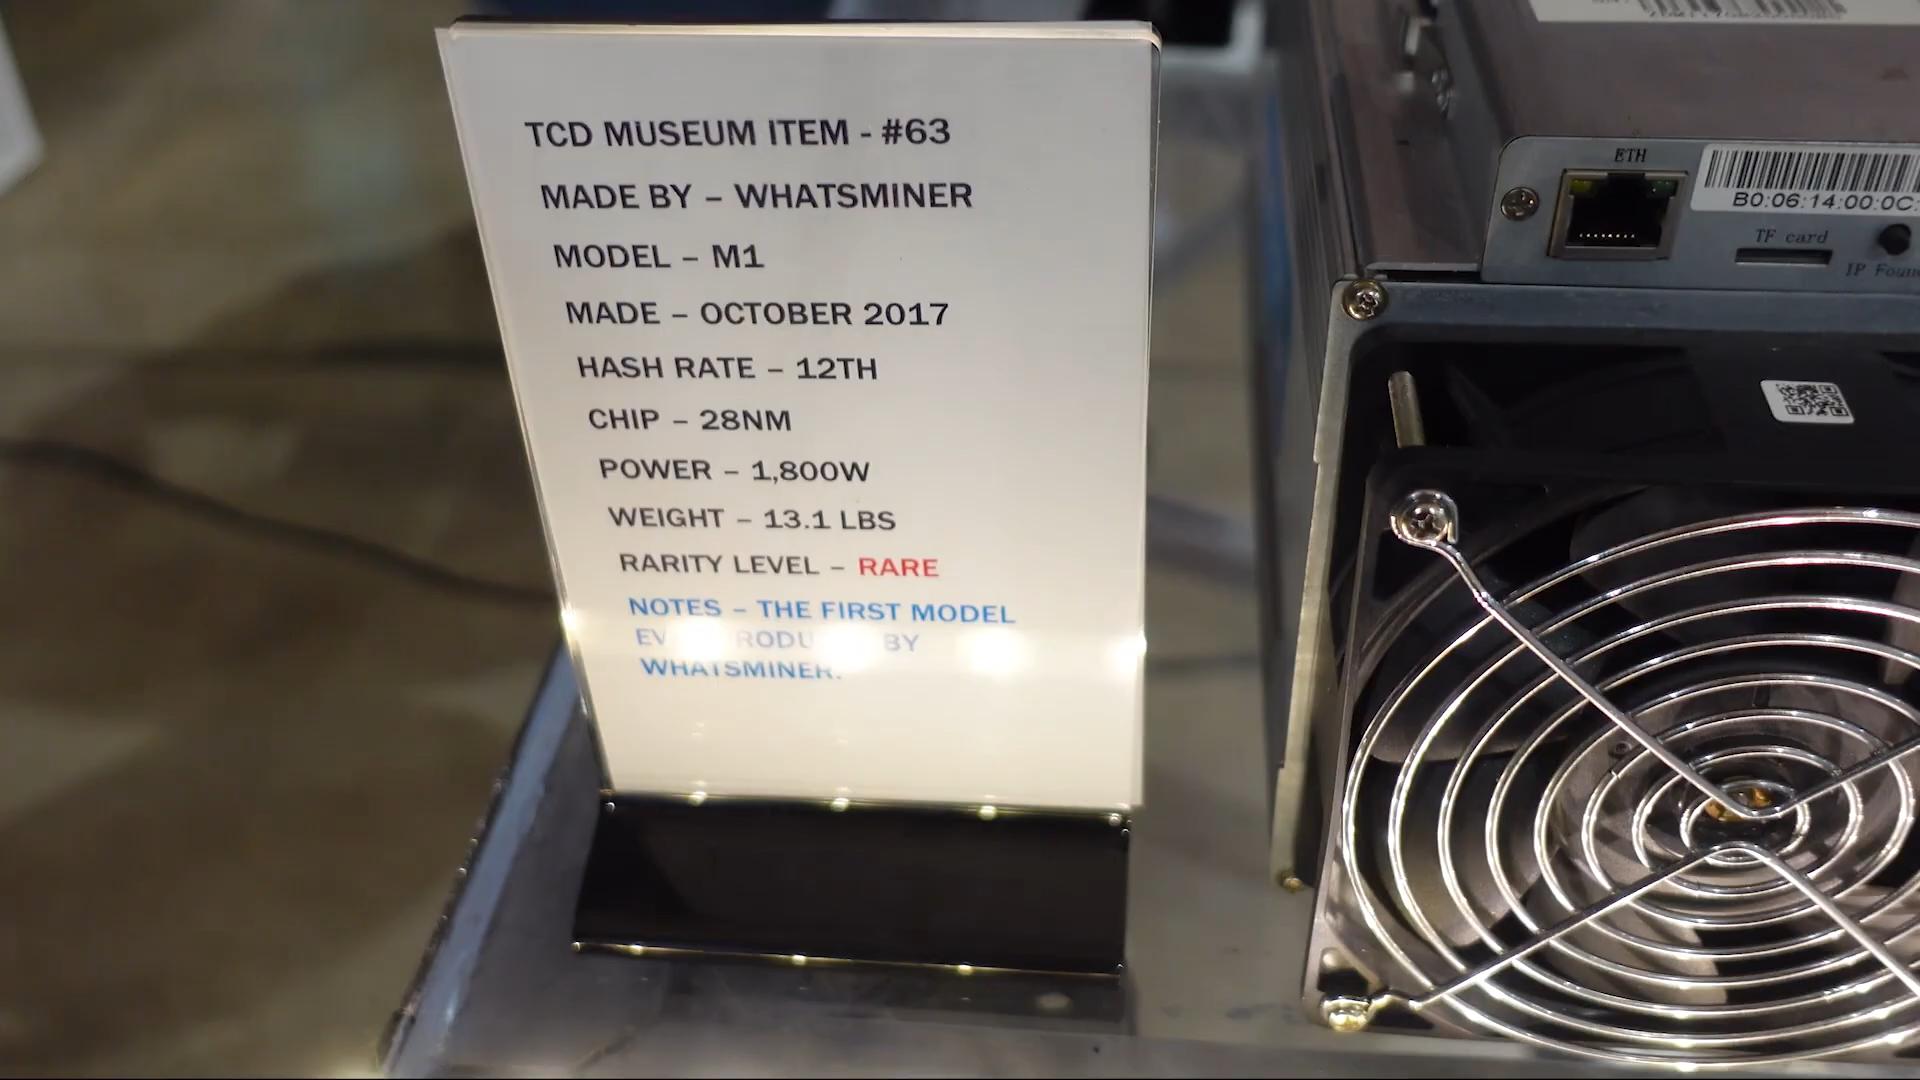 TCD MUSEUM ITEM - #63
MADE BY – WHATSMINER
MODEL – M1
MADE – OCTOBER 2017
HASH RATE – 12TH
CHIP – 28NM
POWER – 1,800W
WEIGHT – 13.1 LBS
RARITY LEVEL – RARE
NOTES – THE FIRST MODEL
BY
WHATSMINER.
ETH
B0:06:14:00:0C:
TF card
IP